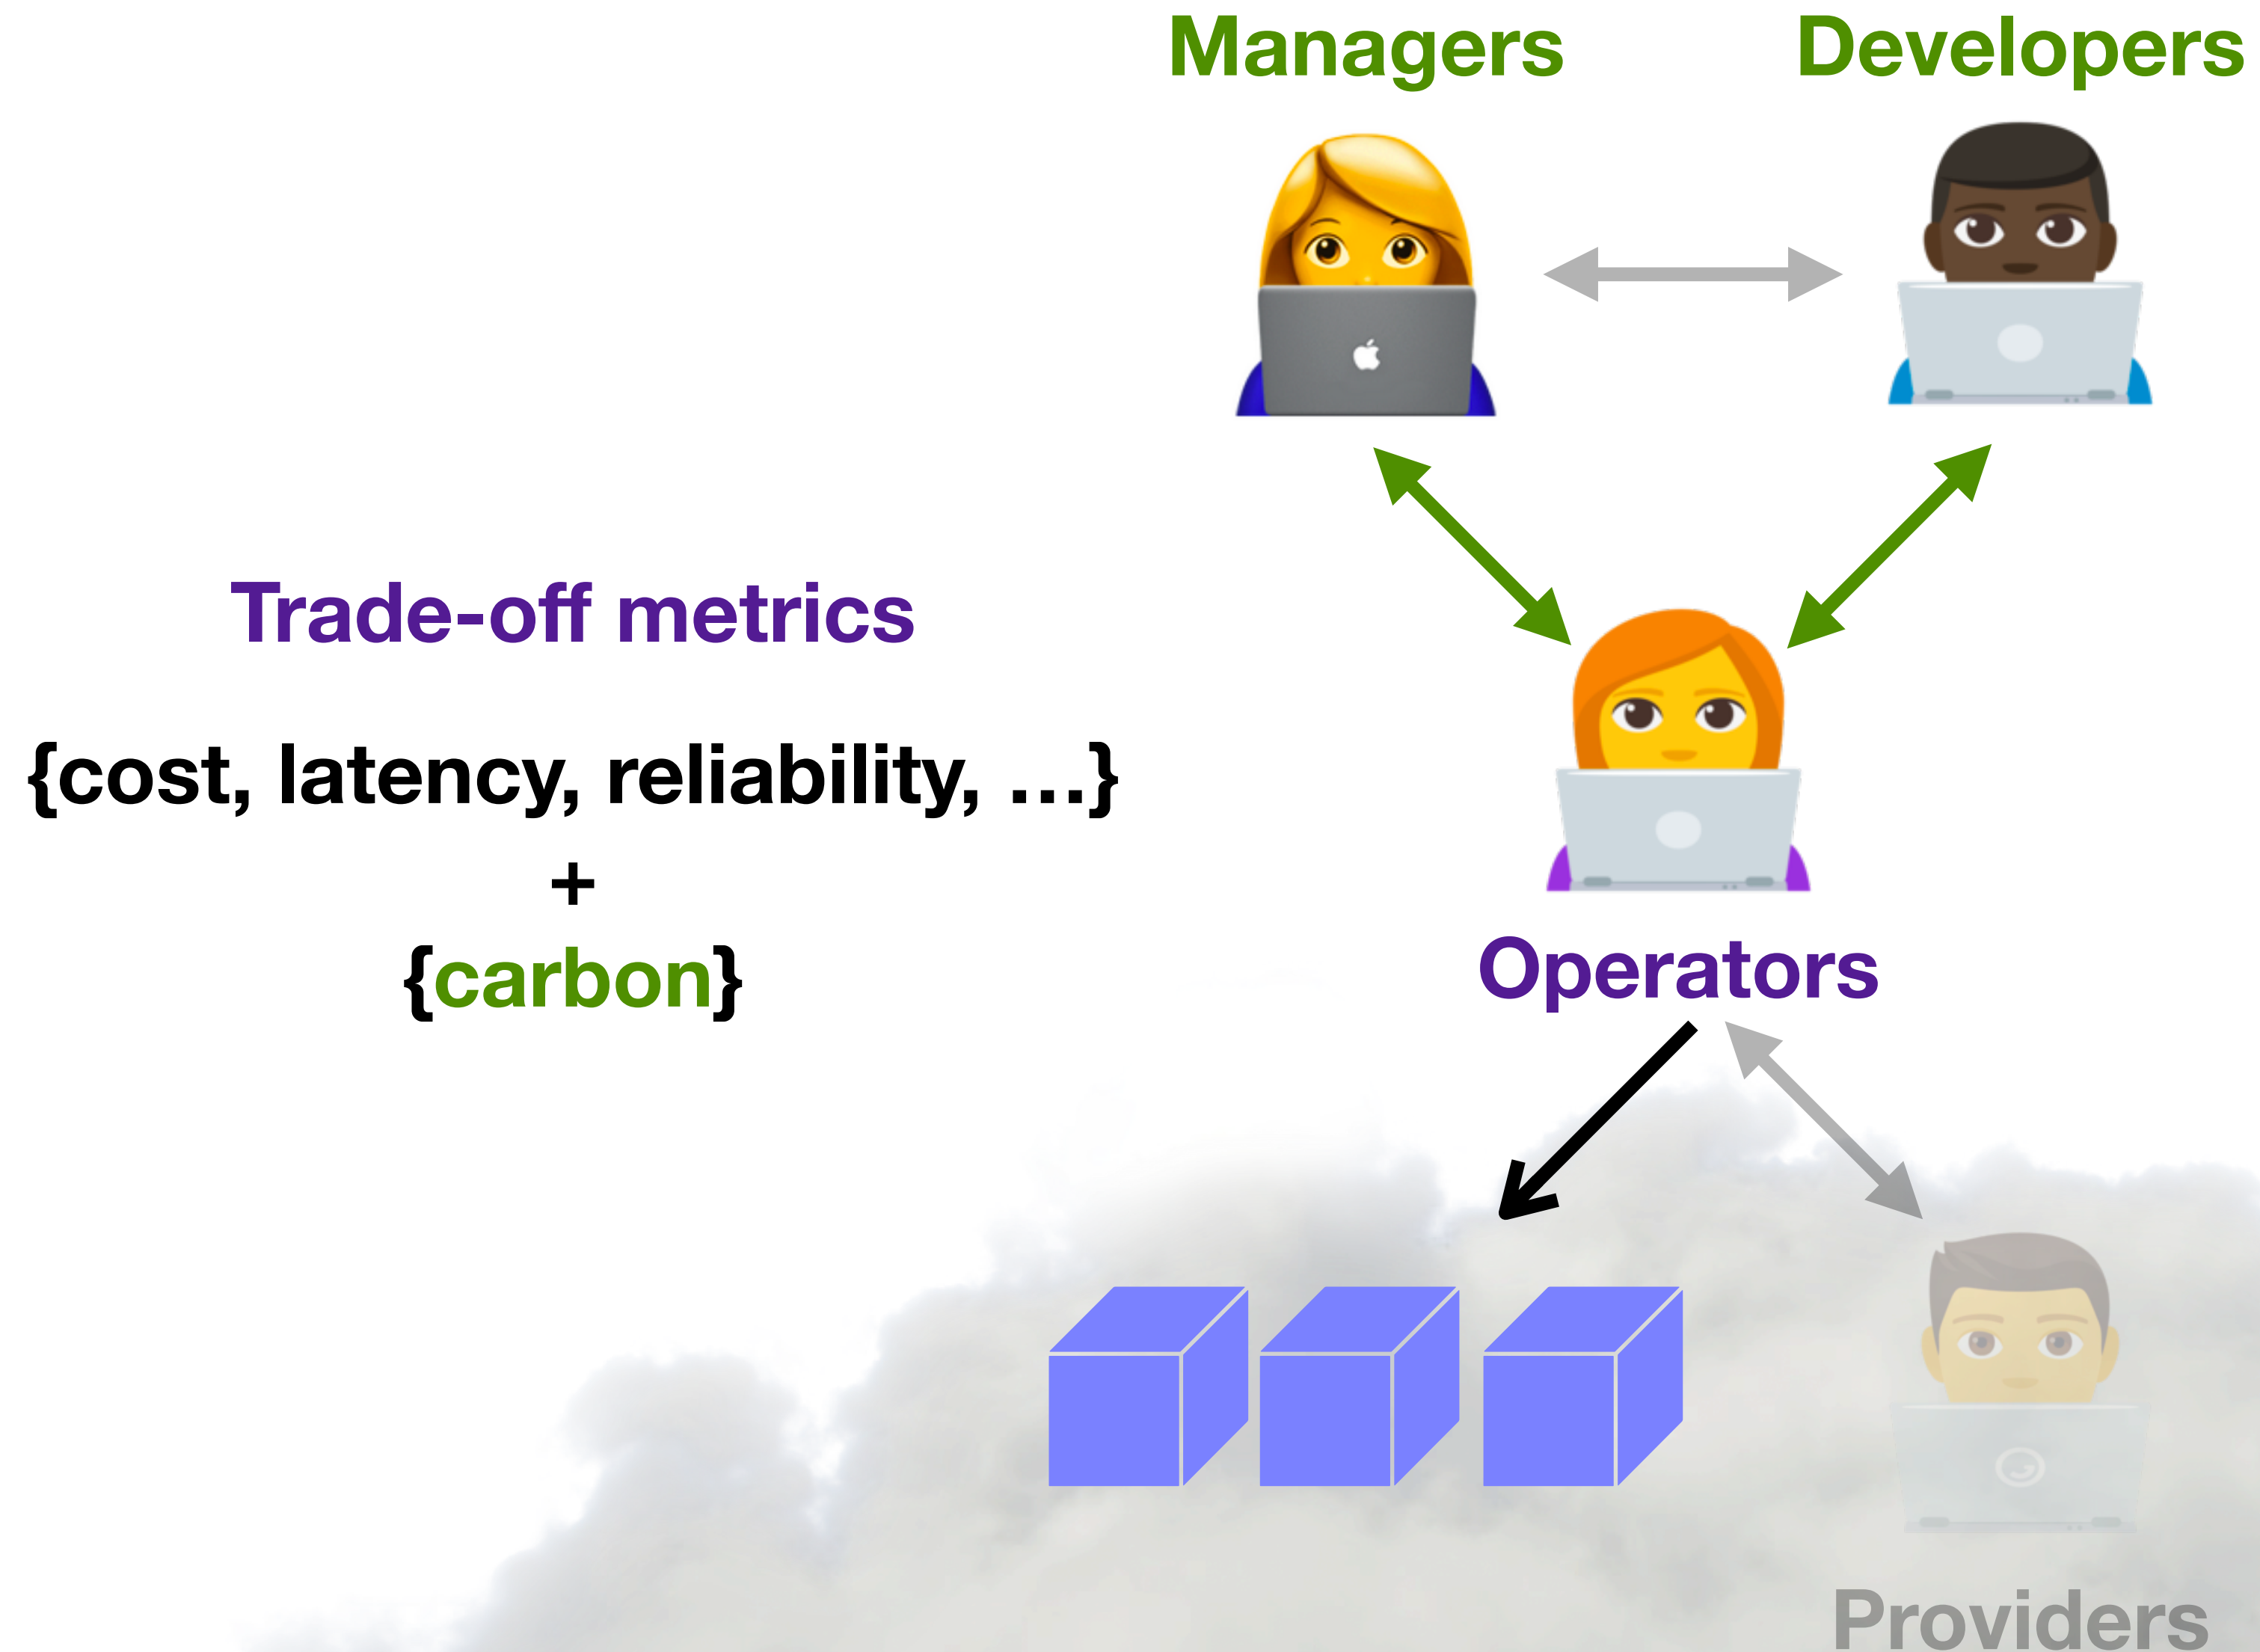 Managers
Developers
Trade-off metrics
{cost, latency, reliability, …}
+
{carbon}
Operators
Providers